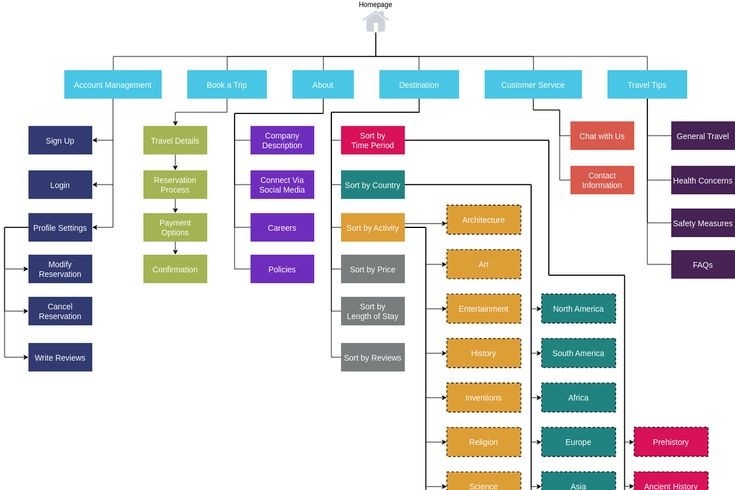 Homepage
Account Management
Book a Trip
About
Destination
Customer Service
Travel Tips
Sign Up
Login
Profile Settings
Modify
Reservation
Cancel
Reservation
Write Reviews
Travel Details
Reservation
Process
Payment
Options
Confirmation
Company
Description
Connect Via
Social Media
Careers
Policies
Sort by
Time Period
Sort by Country
Sort by Activity
Sort by Price
Sort by
Length of Stay
Sort by Reviews
Architecture
Art
Entertainment
History
Inventions
Religion
Science
North America
South America
Africa
Europe
Asia
Prehistory
Ancient History
Chat with Us
Contact
Information
General Travel
Health Concerns
Safety Measures
FAQs